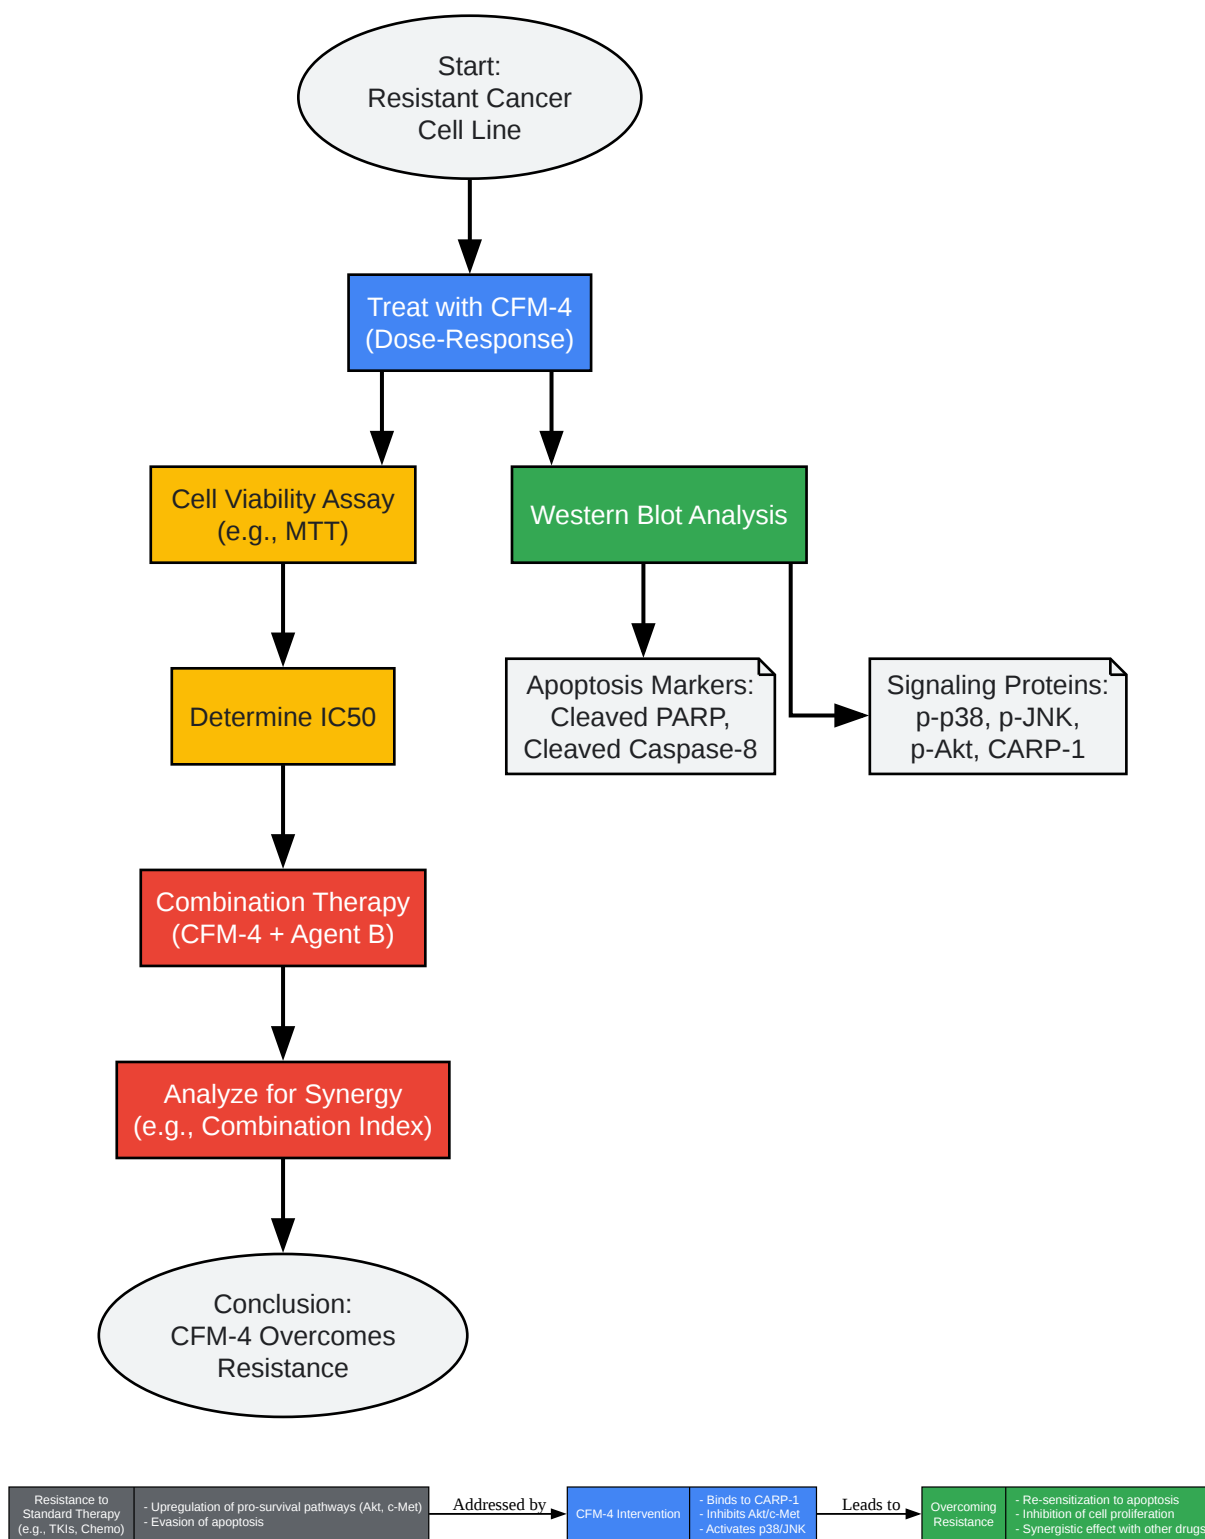 Start:
Resistant Cancer
Cell Line
Treat with CFM-4
(Dose-Response)
Cell Viability Assay
(e.g., MTT)
Western Blot Analysis
Determine IC50
Apoptosis Markers:
Cleaved PARP,
Cleaved Caspase-8
Signaling Proteins:
p-p38, p-JNK,
p-Akt, CARP-1
Combination Therapy
(CFM-4 + Agent B)
Analyze for Synergy
(e.g., Combination Index)
Conclusion:
CFM-4 Overcomes
Resistance
Resistance to
Standard Therapy
(e.g., TKIs, Chemo)
- Upregulation of pro-survival pathways (Akt, c-Met)
- Evasion of apoptosis
Addressed by
CFM-4 Intervention
- Binds to CARP-1
- Inhibits Akt/c-Met
- Activates p38/JNK
Leads to
Overcoming
Resistance
- Re-sensitization to apoptosis
- Inhibition of cell proliferation
- Synergistic effect with other drugs